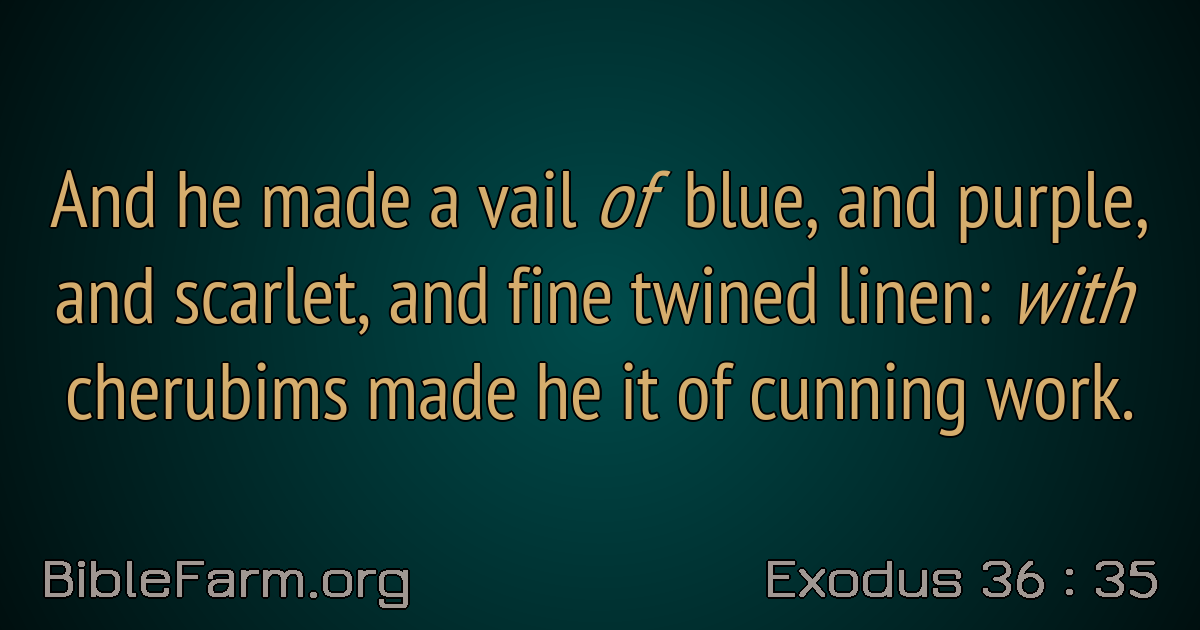 And he made a vail of blue, and purple,
and scarlet, and fine twined linen: with
cherubims made he it of cunning work.
BibleFarm.org
Exodus 36 : 35